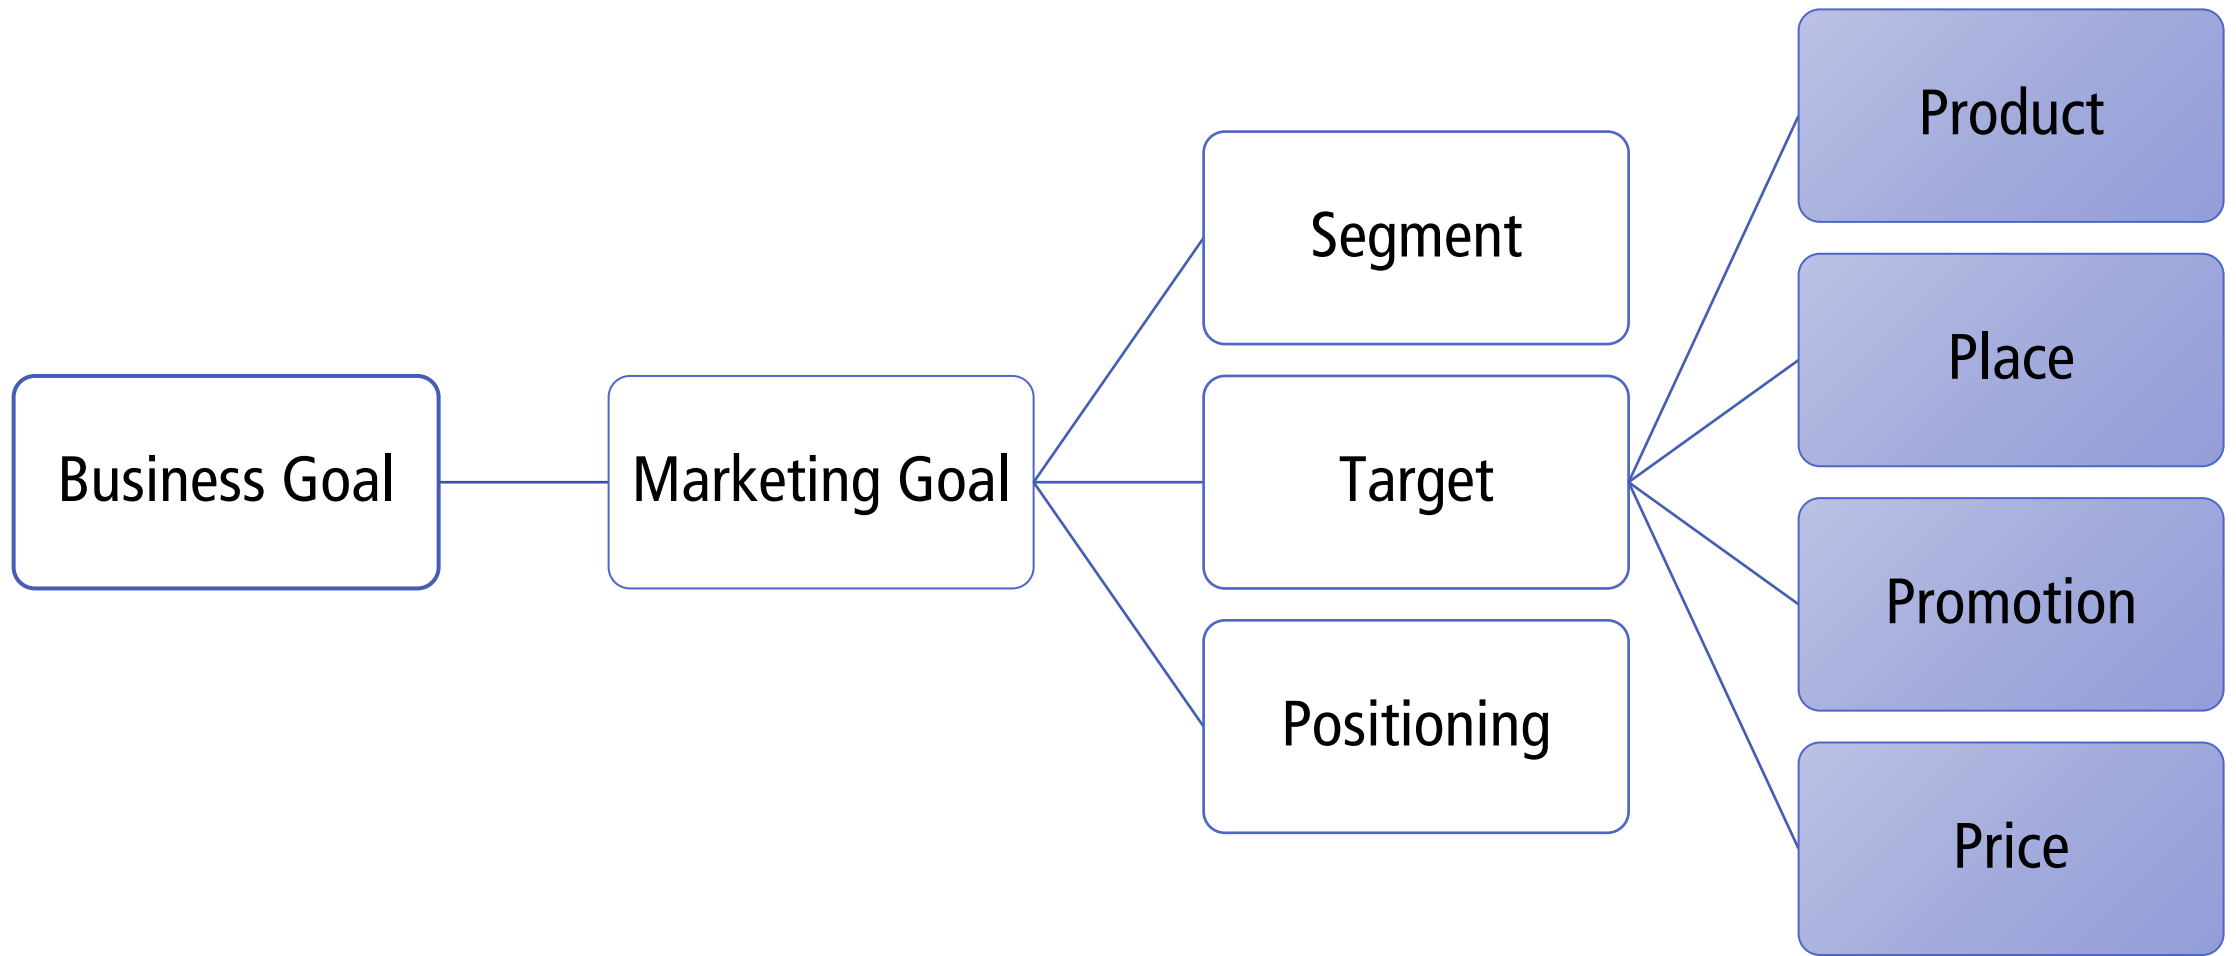 Business Goal
Marketing Goal
Segment
Target
Positioning
Product
Place
Promotion
Price